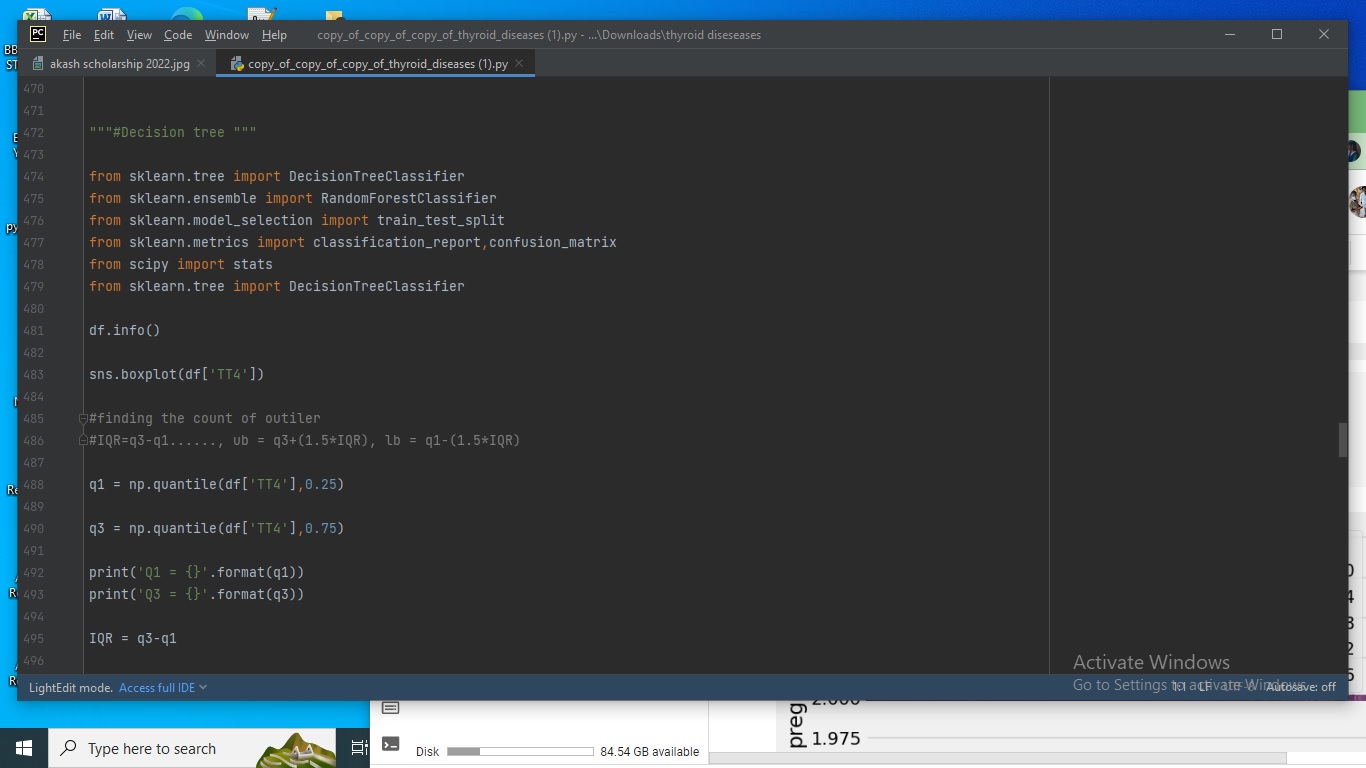 PC File Edit View Code Window Help copy_of_copy_of_copy_of_thyroid_diseases (1).py - ...\Downloads\thyroid diseseases
akash scholarship 2022.jpg copy_of_copy_of_copy_of_thyroid_diseases (1).py
470
471
472 """#Decision tree """
473
474 from sklearn.tree import DecisionTreeClassifier
475 from sklearn.ensemble import RandomForestClassifier
476 from sklearn.model_selection import train_test_split
477 from sklearn.metrics import classification_report,confusion_matrix
478 from scipy import stats
479 from sklearn.tree import DecisionTreeClassifier
480
481 df.info()
482
483 sns.boxplot(df['TT4'])
484
485 #finding the count of outiler
486 #IQR=q3-q1......, ub = q3+(1.5*IQR), lb = q1-(1.5*IQR)
487
488 q1 = np.quantile(df['TT4'],0.25)
489
490 q3 = np.quantile(df['TT4'],0.75)
491
492 print('Q1 = {}'.format(q1))
493 print('Q3 = {}'.format(q3))
494
495 IQR = q3-q1
496
Activate Windows
Go to Settings to activate Windows.
LightEdit mode. Access full IDE 1:1 LF UTF-8 Autosave: off
preg
2.000
1.975
Disk 84.54 GB available
Type here to search